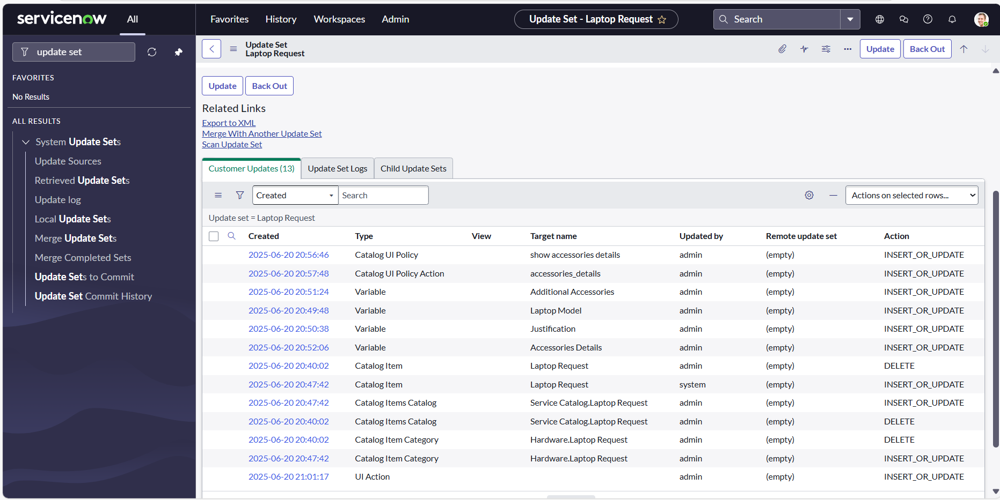 servicenow
All
Favorites
History
Workspaces
Admin
Update Set - Laptop Request
Search
update set
FAVORITES
No Results
ALL RESULTS
System Update Sets
Update Sources
Retrieved Update Sets
Update log
Local Update Sets
Merge Update Sets
Merge Completed Sets
Update Sets to Commit
Update Set Commit History
Update Set
Laptop Request
Update
Back Out
Update
Back Out
Related Links
Export to XML
Merge With Another Update Set
Scan Update Set
Customer Updates (13)
Update Set Logs
Child Update Sets
Created
Search
Actions on selected rows...
Update set = Laptop Request
Created Type View Target name Updated by Remote update set Action
2025-06-20 20:56:46 Catalog UI Policy show accessories details admin (empty) INSERT_OR_UPDATE
2025-06-20 20:57:48 Catalog UI Policy Action accessories_details admin (empty) INSERT_OR_UPDATE
2025-06-20 20:51:24 Variable Additional Accessories admin (empty) INSERT_OR_UPDATE
2025-06-20 20:49:48 Variable Laptop Model admin (empty) INSERT_OR_UPDATE
2025-06-20 20:50:38 Variable Justification admin (empty) INSERT_OR_UPDATE
2025-06-20 20:52:06 Variable Accessories Details admin (empty) INSERT_OR_UPDATE
2025-06-20 20:40:02 Catalog Item Laptop Request admin (empty) DELETE
2025-06-20 20:47:42 Catalog Item Laptop Request system (empty) INSERT_OR_UPDATE
2025-06-20 20:47:42 Catalog Items Catalog Service Catalog.Laptop Request admin (empty) INSERT_OR_UPDATE
2025-06-20 20:40:02 Catalog Items Catalog Service Catalog.Laptop Request admin (empty) DELETE
2025-06-20 20:40:02 Catalog Item Category Hardware.Laptop Request admin (empty) DELETE
2025-06-20 20:47:42 Catalog Item Category Hardware.Laptop Request admin (empty) INSERT_OR_UPDATE
2025-06-20 21:01:17 UI Action admin (empty) INSERT_OR_UPDATE